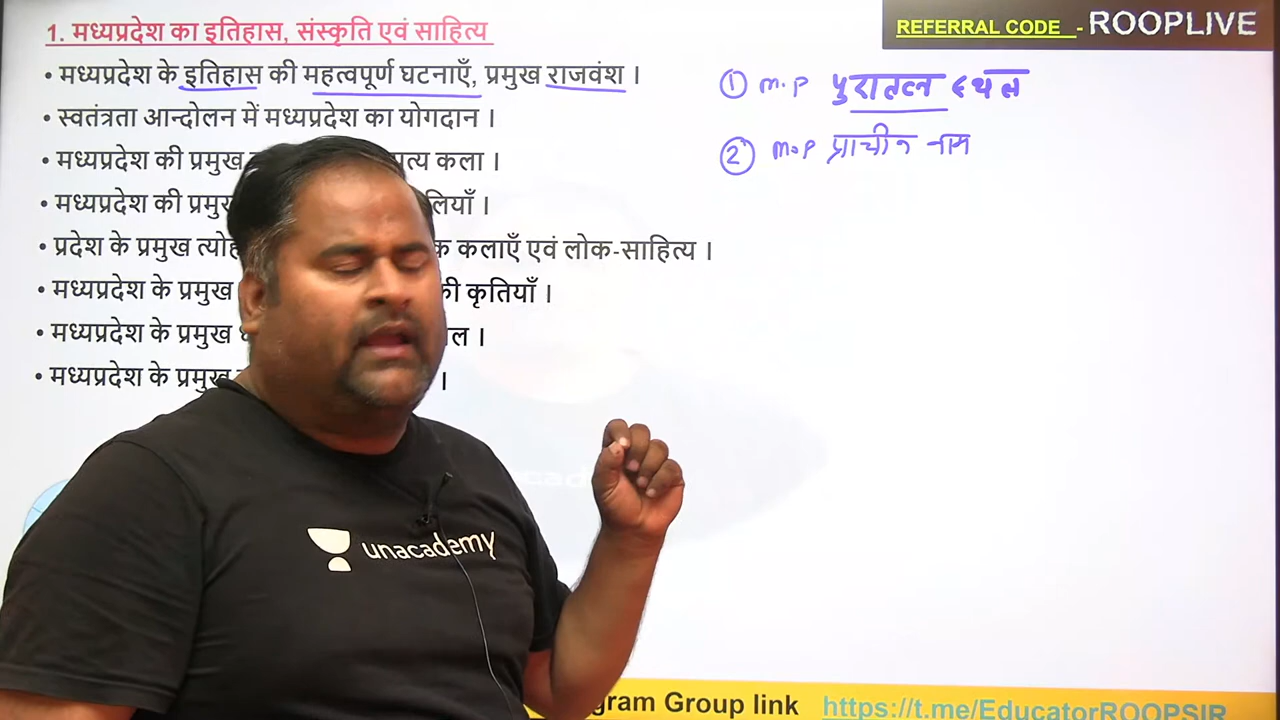 1. मध्यप्रदेश का इतिहास, संस्कृति एवं साहित्य
• मध्यप्रदेश के इतिहास की महत्वपूर्ण घटनाएँ, प्रमुख राजवंश ।
• स्वतंत्रता आन्दोलन में मध्यप्रदेश का योगदान ।
• मध्यप्रदेश की प्रमुख त्य कला ।
• मध्यप्रदेश की प्रमु लियाँ ।
• प्रदेश के प्रमुख त्यो क कलाएँ एवं लोक-साहित्य ।
• मध्यप्रदेश के प्रमुख की कृतियाँ ।
• मध्यप्रदेश के प्रमुख ल ।
• मध्यप्रदेश के प्रमुख ।
REFERRAL CODE - ROOPLIVE
① M.P पुरातत्व स्थल
② M.P प्राचीन नाम
unacademy
gram Group link https://t.me/EducatorROOPSIR